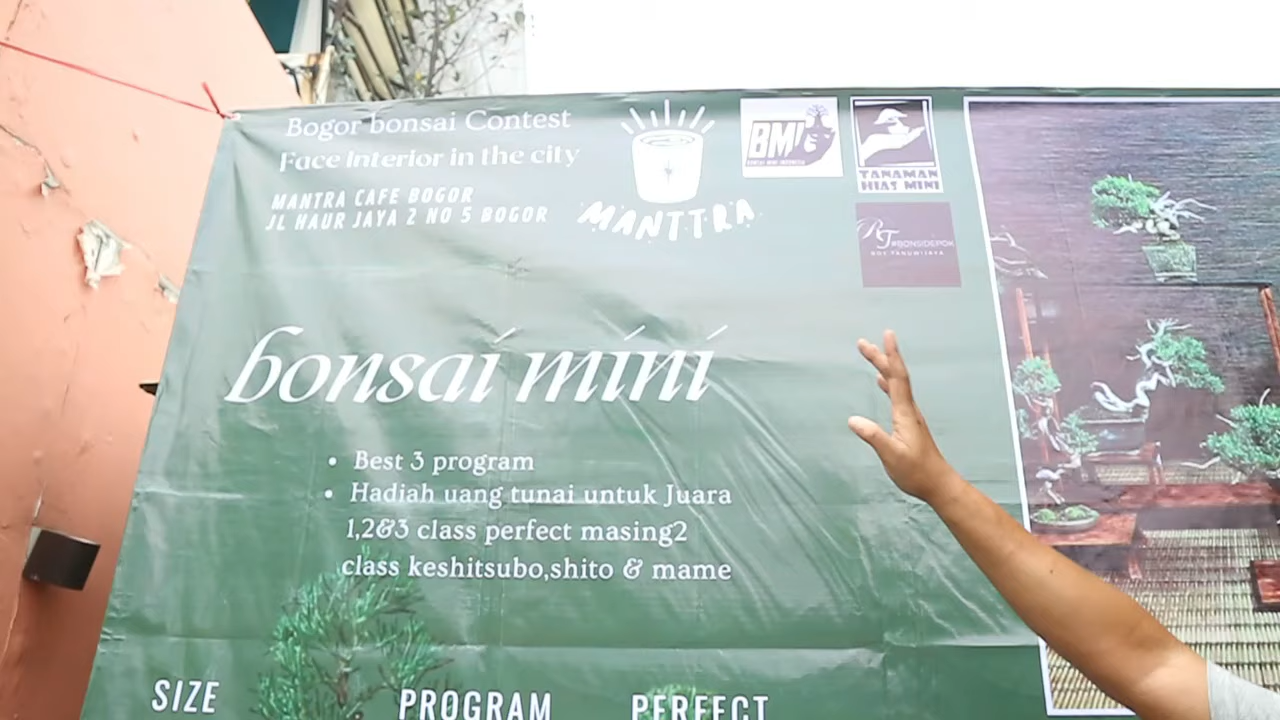 Bogor bonsai Contest
Face Interior in the city
MANTRA CAFE BOGOR
JL HAUR JAYA 2 NO 5 BOGOR
MANTTRA
BMI
TANAMAN
HIAS MINI
RT #BONSIDEPOK
bonsai mini
• Best 3 program
• Hadiah uang tunai untuk Juara
1,2&3 class perfect masing2
class keshitsubo,shito & mame
SIZE
PROGRAM
PERFECT